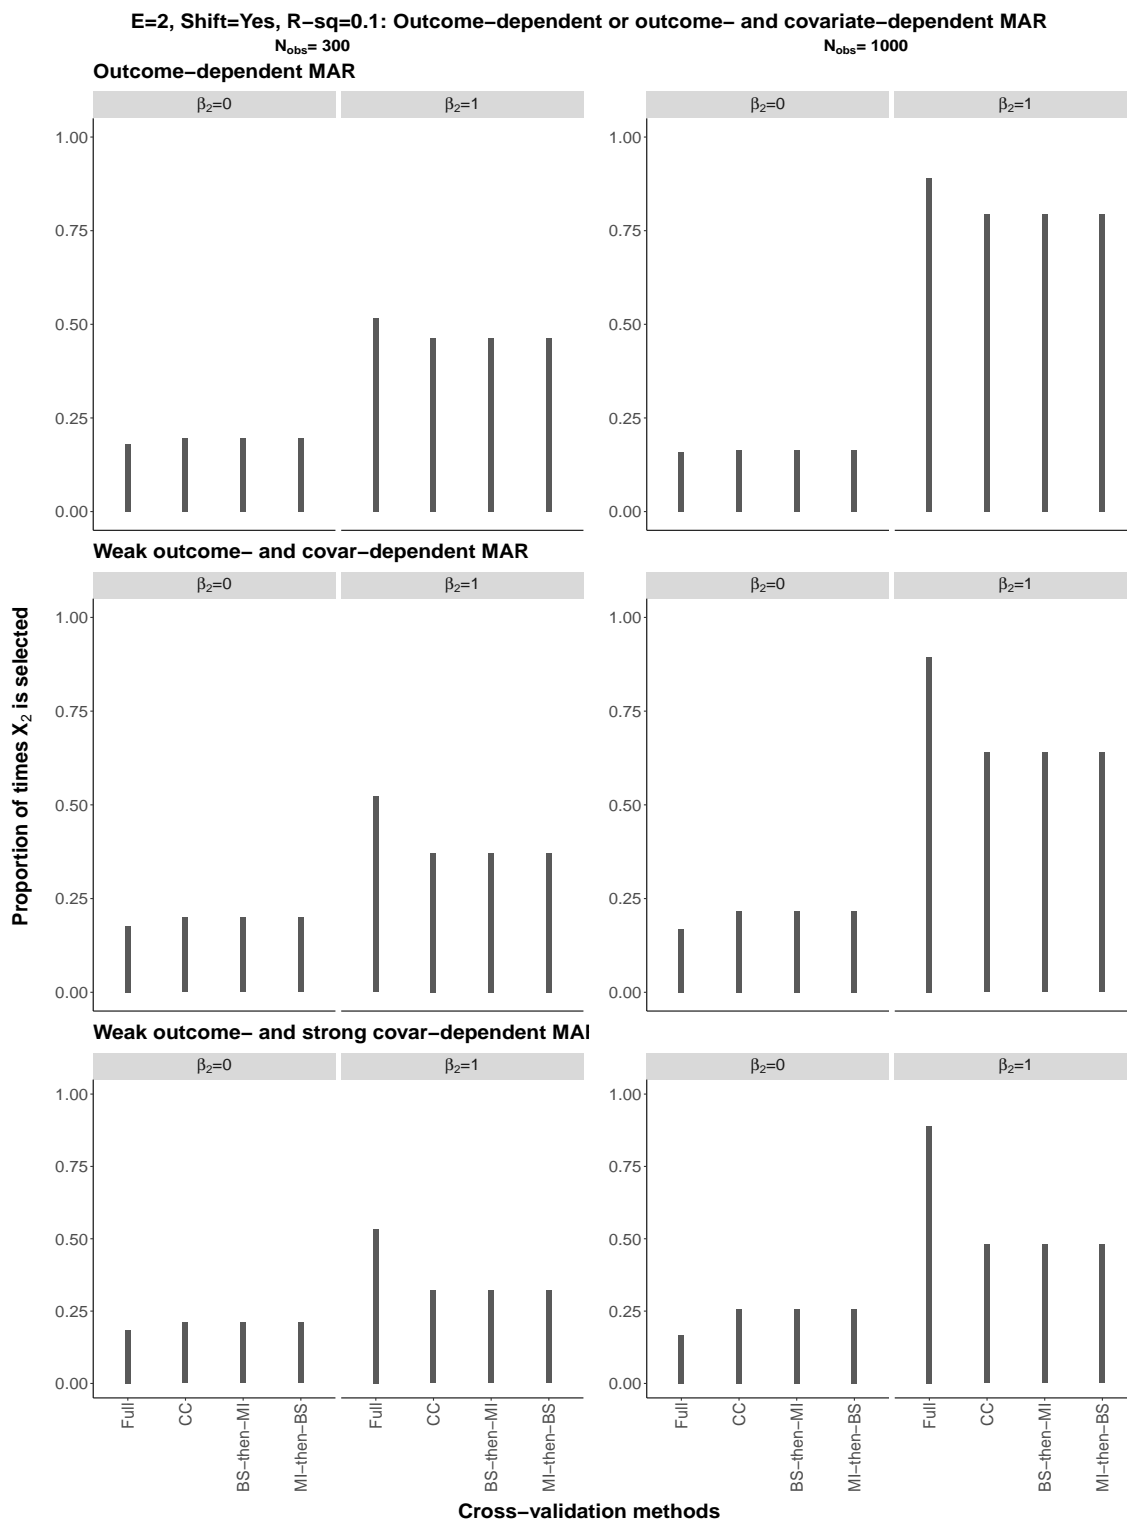 E=2, Shift=Yes, R−sq=0.1: Outcome−dependent or outcome− and covariate−dependent MAR
N_obs= 300 N_obs= 1000
Outcome−dependent MAR
β₂=0 β₂=1 β₂=0 β₂=1
1.00 1.00
0.75 0.75
0.50 0.50
0.25 0.25
0.00 0.00
Weak outcome− and covar−dependent MAR
β₂=0 β₂=1 β₂=0 β₂=1
1.00 1.00
0.75 0.75
0.50 0.50
0.25 0.25
0.00 0.00
Proportion of times X₂ is selected
Weak outcome− and strong covar−dependent MA
β₂=0 β₂=1 β₂=0 β₂=1
1.00 1.00
0.75 0.75
0.50 0.50
0.25 0.25
0.00 0.00
Full CC BS−then−MI MI−then−BS Full CC BS−then−MI MI−then−BS Full CC BS−then−MI MI−then−BS Full CC BS−then−MI MI−then−BS
Cross−validation methods